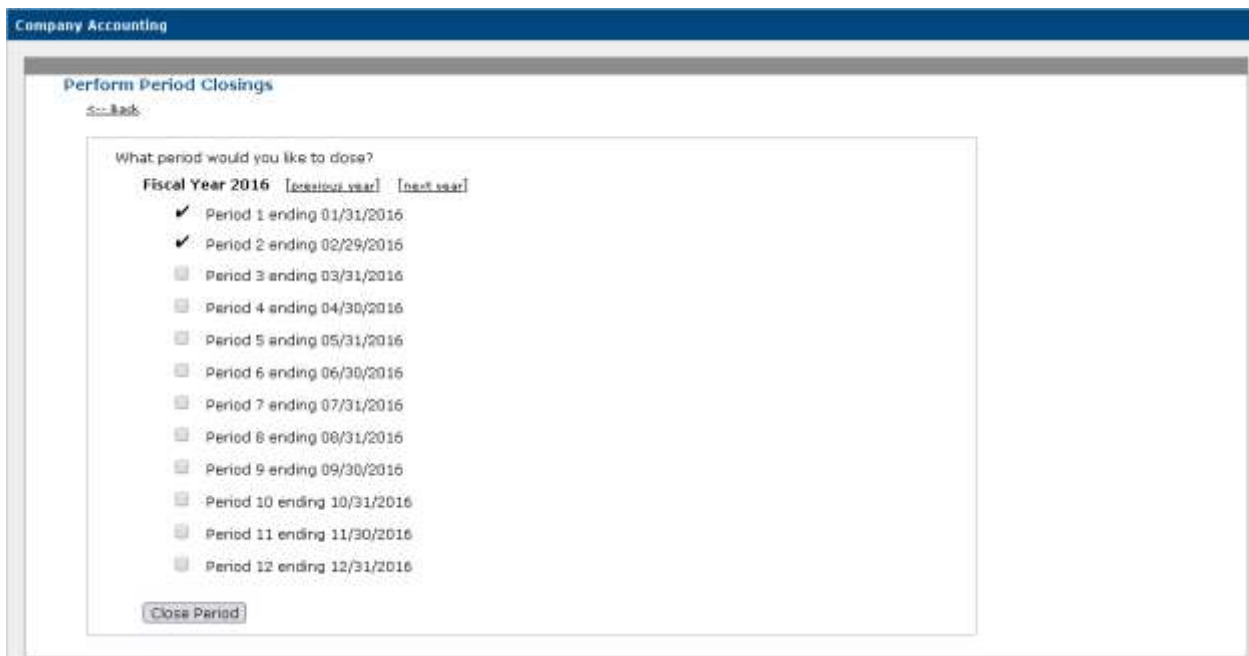 Company Accounting
Perform Period Closings
<-- Back
What period would you like to close?
Fiscal Year 2016 [previous year] [next year]
✔ Period 1 ending 01/31/2016
✔ Period 2 ending 02/29/2016
Period 3 ending 03/31/2016
Period 4 ending 04/30/2016
Period 5 ending 05/31/2016
Period 6 ending 06/30/2016
Period 7 ending 07/31/2016
Period 8 ending 08/31/2016
Period 9 ending 09/30/2016
Period 10 ending 10/31/2016
Period 11 ending 11/30/2016
Period 12 ending 12/31/2016
Close Period